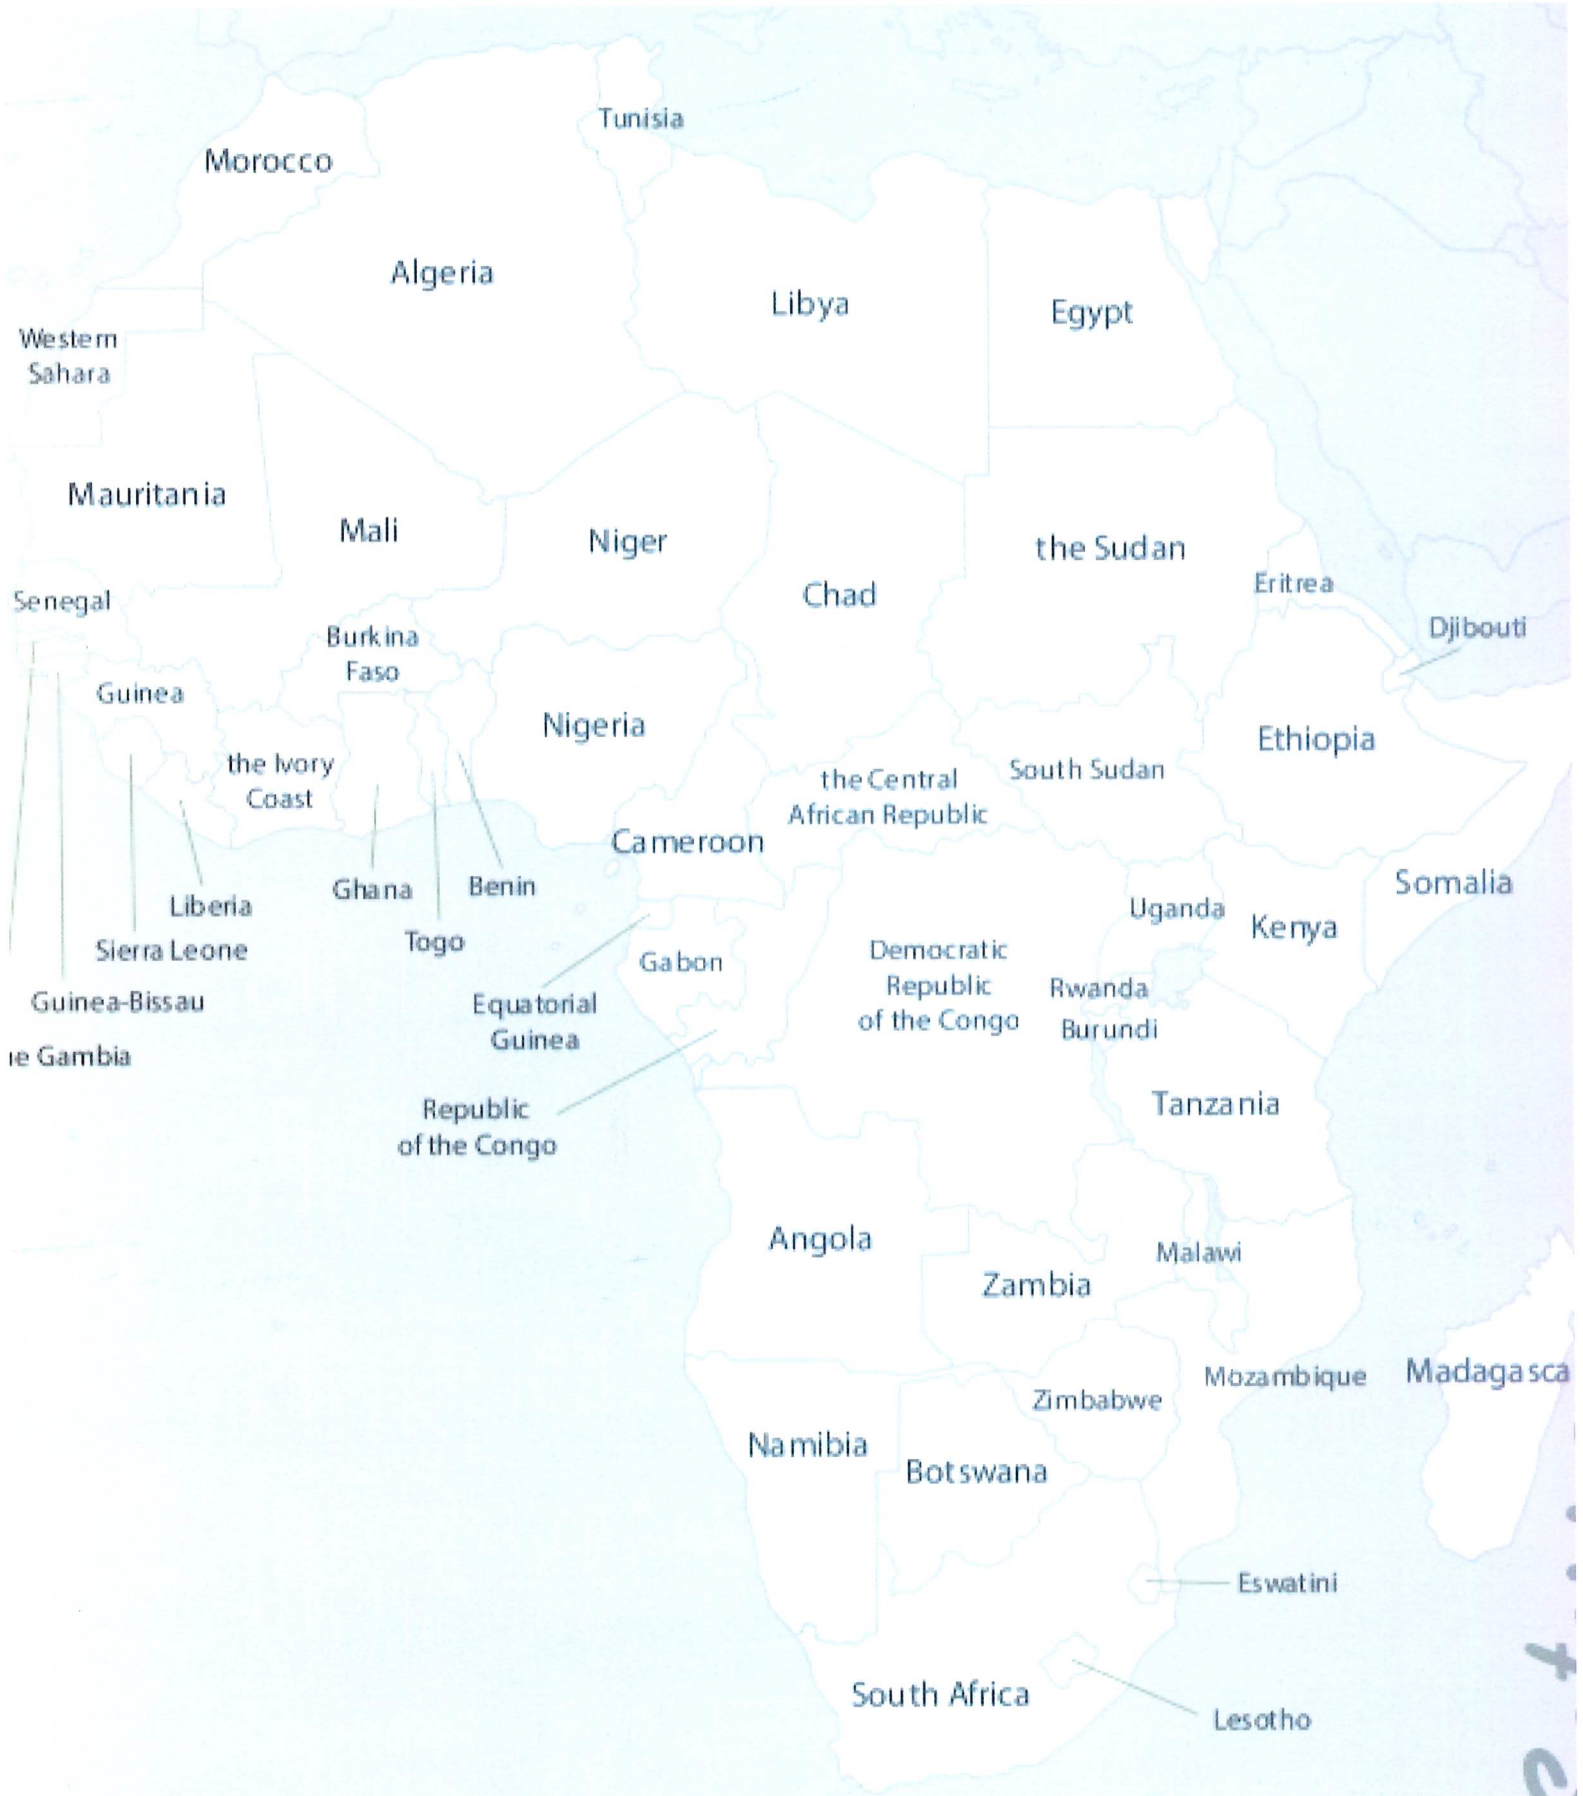 Tunisia
Morocco
Algeria
Libya
Egypt
Western
Sahara
Mauritania
Mali
Niger
the Sudan
Chad
Eritrea
Senegal
Djibouti
Burkina
Faso
Guinea
Nigeria
Ethiopia
the Ivory
Coast
South Sudan
the Central
African Republic
Cameroon
Somalia
Ghana
Benin
Liberia
Uganda
Kenya
Togo
Sierra Leone
Gabon
Democratic
Republic
of the Congo
Rwanda
Burundi
Guinea-Bissau
Equatorial
Guinea
Gambia
Republic
of the Congo
Tanzania
Angola
Malawi
Zambia
Mozambique
Madagasca
Zimbabwe
Namibia
Botswana
Eswatini
South Africa
Lesotho